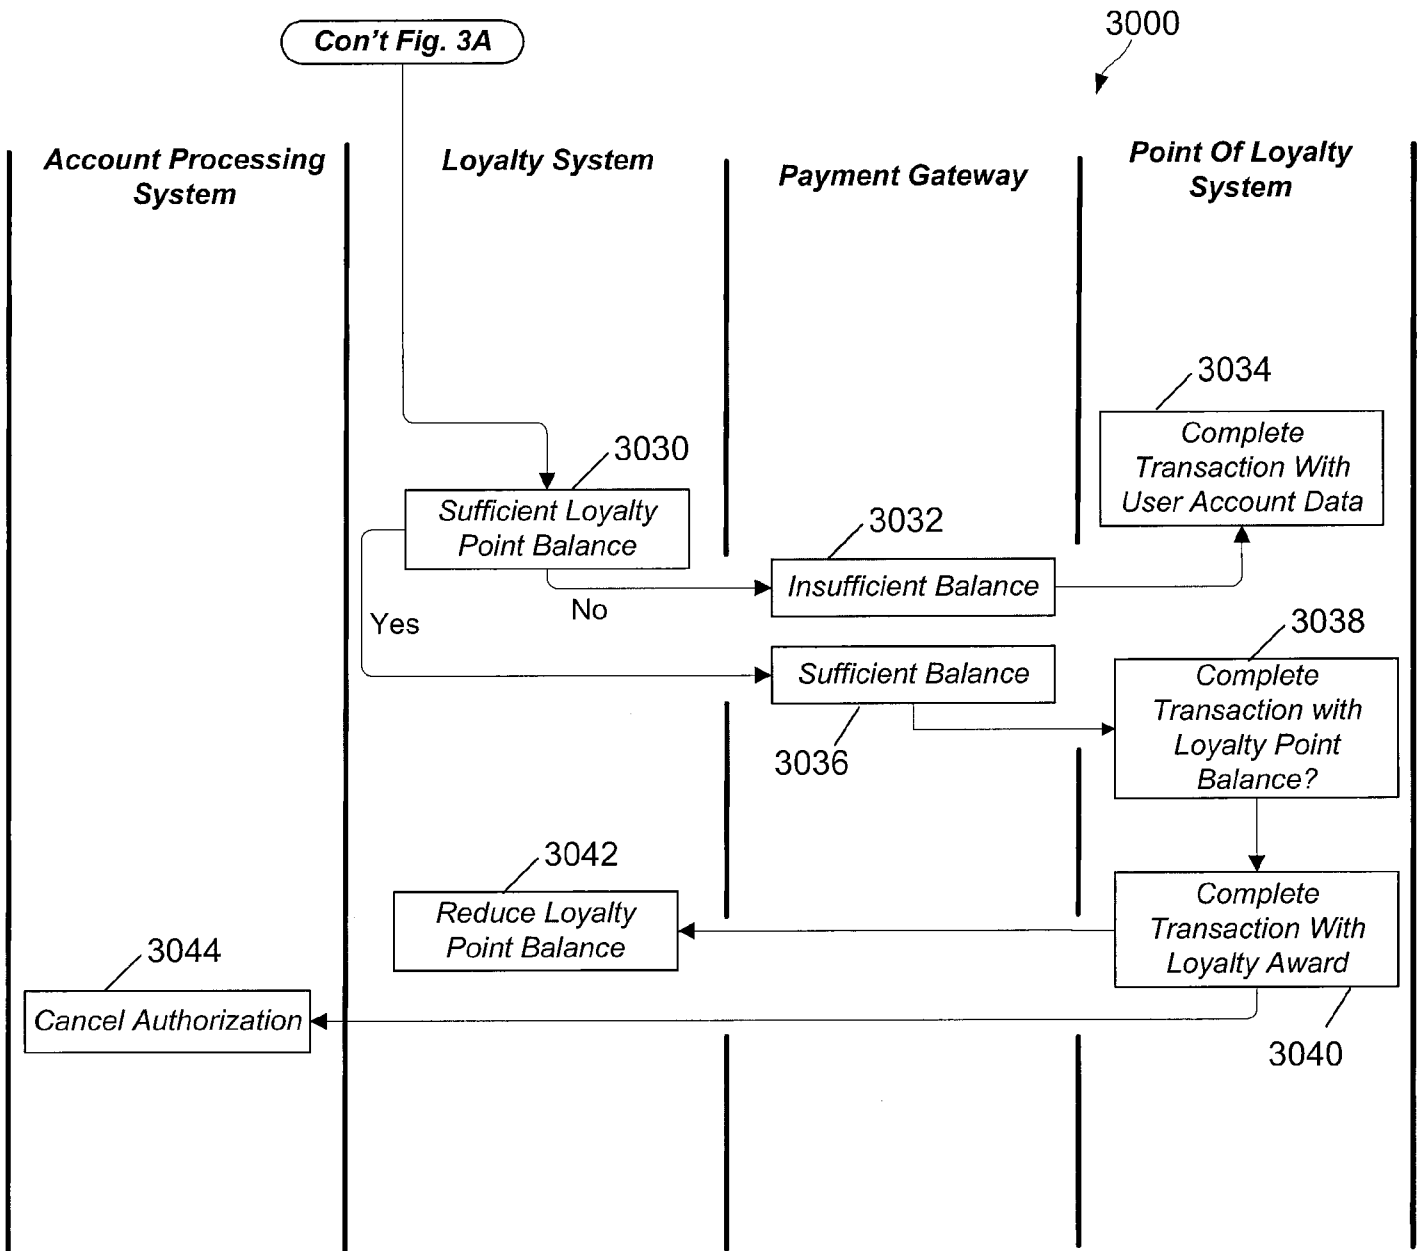 Con't Fig. 3A
3000
Account Processing
System
Loyalty System
Payment Gateway
Point Of Loyalty
System
3034
Complete
Transaction With
User Account Data
3030
Sufficient Loyalty
Point Balance
3032
Insufficient Balance
No
Yes
3038
Sufficient Balance
3036
Complete
Transaction with
Loyalty Point
Balance?
3042
Reduce Loyalty
Point Balance
Complete
Transaction With
Loyalty Award
3044
Cancel Authorization
3040